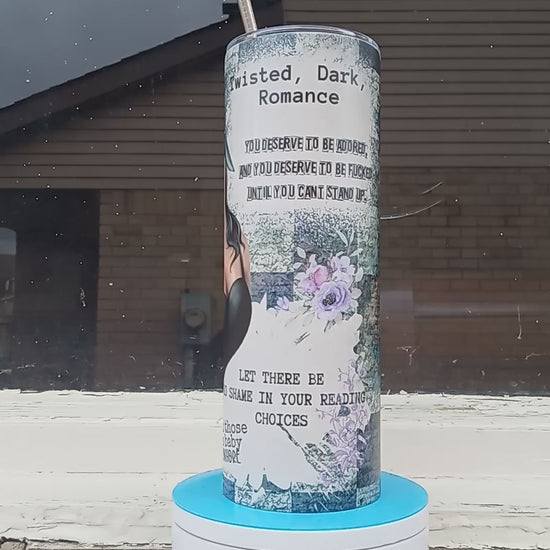 Twisted, Dark,
Romance
YOU DESERVE TO BE ADORED,
AND YOU DESERVE TO BE FUCKED
UNTIL YOU CANT STAND UP.
LET THERE BE
SHAME IN YOUR READING
CHOICES
those
baby